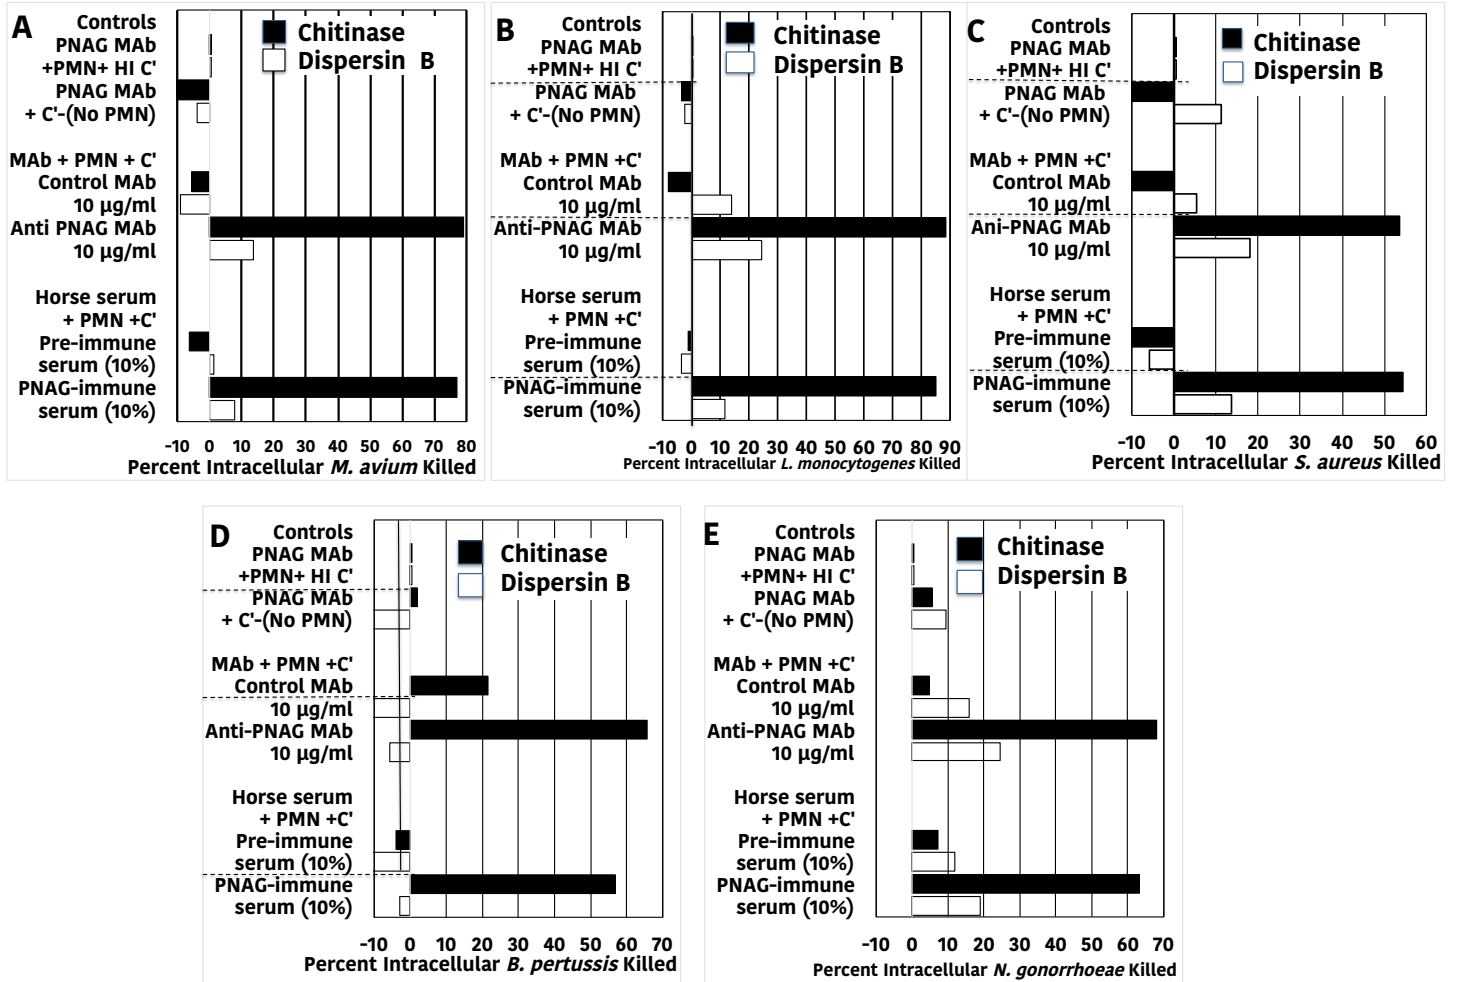 A
Controls
PNAG MAb
+PMN+ HI C'
PNAG MAb
+ C'-(No PMN)
MAb + PMN + C'
Control MAb
10 µg/ml
Anti PNAG MAb
10 µg/ml
Horse serum
+ PMN +C'
Pre-immune
serum (10%)
PNAG-immune
serum (10%)
Chitinase
Dispersin B
-10 0 10 20 30 40 50 60 70 80
Percent Intracellular M. avium Killed
B
Controls
PNAG MAb
+PMN+ HI C'
PNAG MAb
+ C'-(No PMN)
MAb + PMN +C'
Control MAb
10 µg/ml
Anti-PNAG MAb
10 µg/ml
Horse serum
+ PMN +C'
Pre-immune
serum (10%)
PNAG-immune
serum (10%)
Chitinase
Dispersin B
-10 0 10 20 30 40 50 60 70 80 90
Percent Intracellular L. monocytogenes Killed
C
Controls
PNAG MAb
+PMN+ HI C'
PNAG MAb
+ C'-(No PMN)
MAb + PMN +C'
Control MAb
10 µg/ml
Ani-PNAG MAb
10 µg/ml
Horse serum
+ PMN +C'
Pre-immune
serum (10%)
PNAG-immune
serum (10%)
Chitinase
Dispersin B
-10 0 10 20 30 40 50 60
Percent Intracellular S. aureus Killed
D
Controls
PNAG MAb
+PMN+ HI C'
PNAG MAb
+ C'-(No PMN)
MAb + PMN +C'
Control MAb
10 µg/ml
Anti-PNAG MAb
10 µg/ml
Horse serum
+ PMN +C'
Pre-immune
serum (10%)
PNAG-immune
serum (10%)
Chitinase
Dispersin B
-10 0 10 20 30 40 50 60 70
Percent Intracellular B. pertussis Killed
E
Controls
PNAG MAb
+PMN+ HI C'
PNAG MAb
+ C'-(No PMN)
MAb + PMN +C'
Control MAb
10 µg/ml
Anti-PNAG MAb
10 µg/ml
Horse serum
+ PMN +C'
Pre-immune
serum (10%)
PNAG-immune
serum (10%)
Chitinase
Dispersin B
-10 0 10 20 30 40 50 60 70
Percent Intracellular N. gonorrhoeae Killed